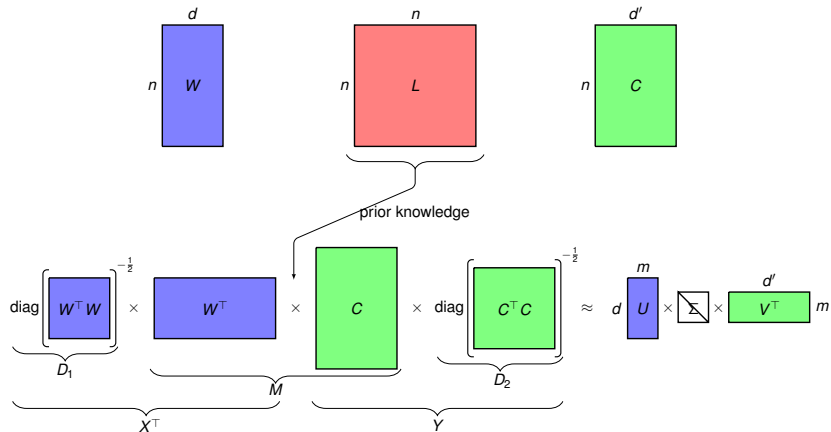 d n d′
n W n L n C
prior knowledge
diag [W⊤W]^{-1/2} × W⊤ × C × diag [C⊤C]^{-1/2} ≈ d U m × Σ × V⊤ d′ m
D₁ M D₂
X⊤ Y